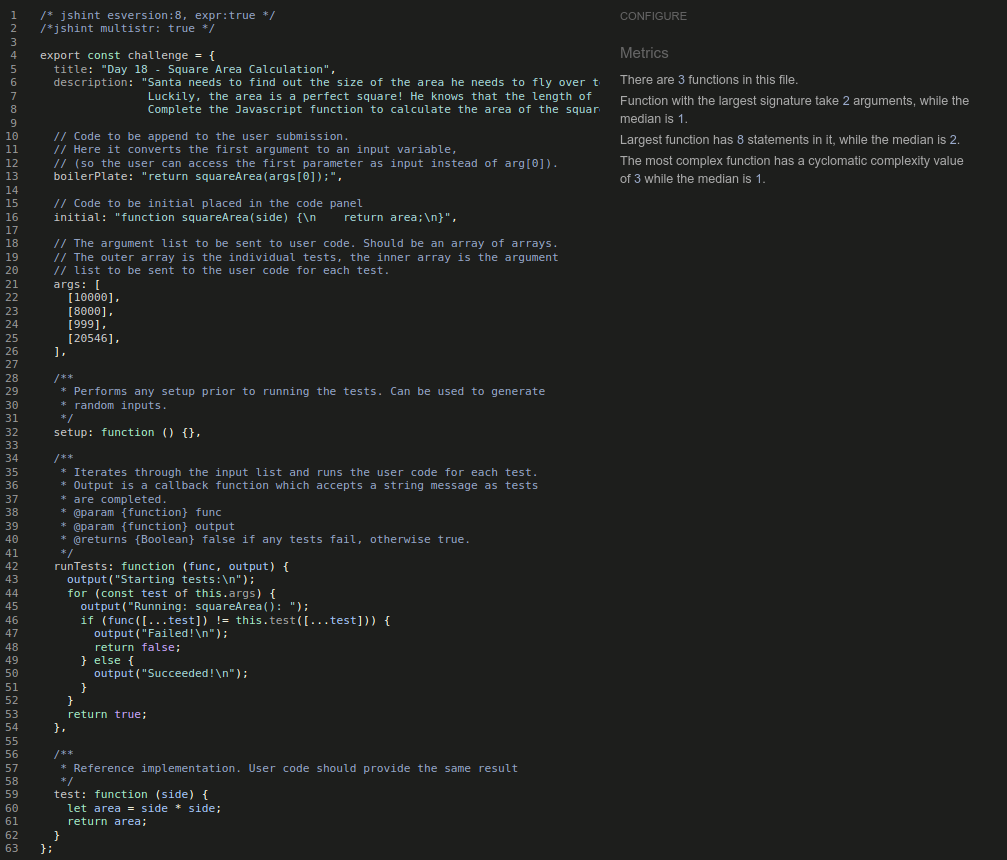 1 /* jshint esversion:8, expr:true */
2 /*jshint multistr: true */
3
4 export const challenge = {
5   title: "Day 18 - Square Area Calculation",
6   description: "Santa needs to find out the size of the area he needs to fly over t
7                 Luckily, the area is a perfect square! He knows that the length of
8                 Complete the Javascript function to calculate the area of the squar
9
10   // Code to be append to the user submission.
11   // Here it converts the first argument to an input variable,
12   // (so the user can access the first parameter as input instead of arg[0]).
13   boilerPlate: "return squareArea(args[0]);",
14
15   // Code to be initial placed in the code panel
16   initial: "function squareArea(side) {\n    return area;\n}",
17
18   // The argument list to be sent to user code. Should be an array of arrays.
19   // The outer array is the individual tests, the inner array is the argument
20   // list to be sent to the user code for each test.
21   args: [
22     [10000],
23     [8000],
24     [999],
25     [20546],
26   ],
27
28   /**
29    * Performs any setup prior to running the tests. Can be used to generate
30    * random inputs.
31    */
32   setup: function () {},
33
34   /**
35    * Iterates through the input list and runs the user code for each test.
36    * Output is a callback function which accepts a string message as tests
37    * are completed.
38    * @param {function} func
39    * @param {function} output
40    * @returns {Boolean} false if any tests fail, otherwise true.
41    */
42   runTests: function (func, output) {
43     output("Starting tests:\n");
44     for (const test of this.args) {
45       output("Running: squareArea(): ");
46       if (func([...test]) != this.test([...test])) {
47         output("Failed!\n");
48         return false;
49       } else {
50         output("Succeeded!\n");
51       }
52     }
53     return true;
54   },
55
56   /**
57    * Reference implementation. User code should provide the same result
58    */
59   test: function (side) {
60     let area = side * side;
61     return area;
62   }
63 };
CONFIGURE
Metrics
There are 3 functions in this file.
Function with the largest signature take 2 arguments, while the
median is 1.
Largest function has 8 statements in it, while the median is 2.
The most complex function has a cyclomatic complexity value
of 3 while the median is 1.